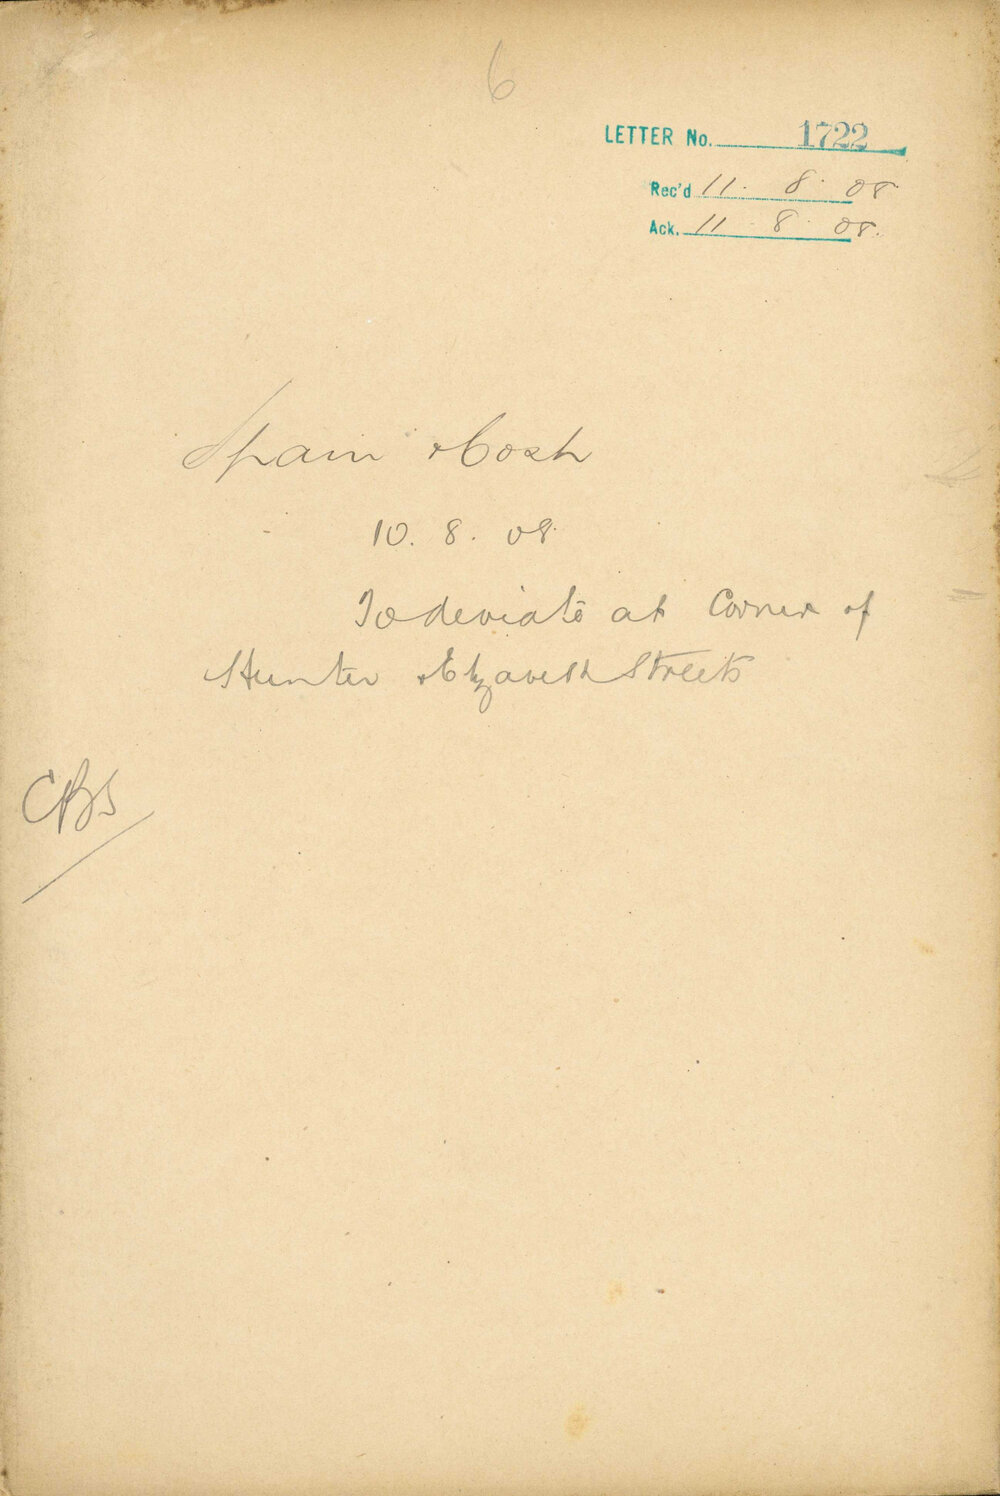 6
LETTER No. 1722
Rec'd 11. 8. 08
Ack. 11 8 08.
Spain & Cosh
10. 8. 08
To deviate at Corner of
Hunter & Elizabeth Streets